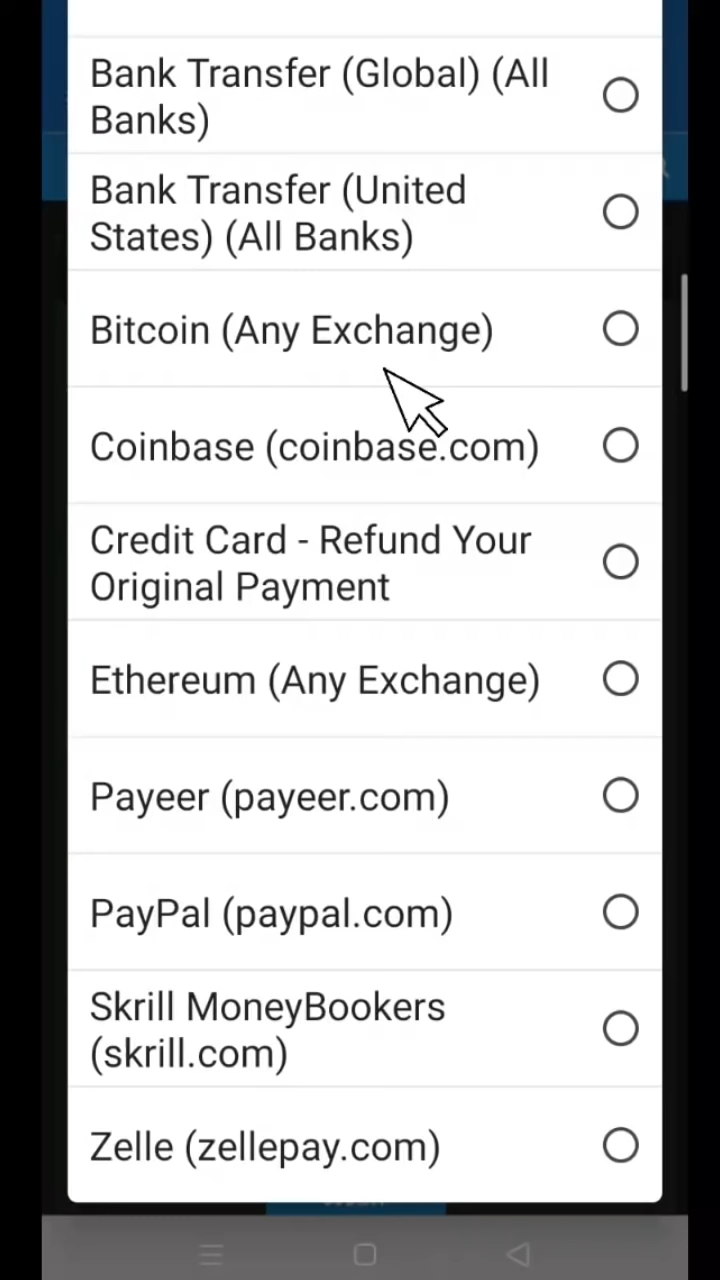 Bank Transfer (Global) (All
Banks)
Bank Transfer (United
States) (All Banks)
Bitcoin (Any Exchange)
Coinbase (coinbase.com)
Credit Card - Refund Your
Original Payment
Ethereum (Any Exchange)
Payeer (payeer.com)
PayPal (paypal.com)
Skrill MoneyBookers
(skrill.com)
Zelle (zellepay.com)